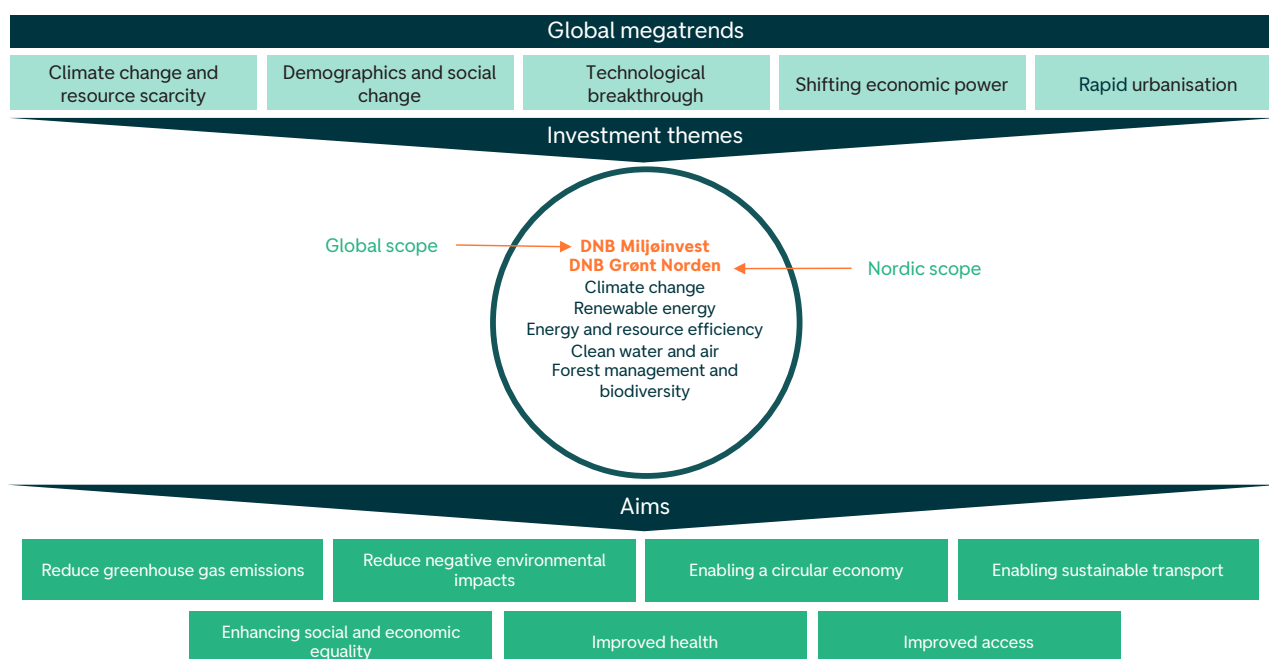 Global megatrends
Climate change and
resource scarcity
Demographics and social
change
Technological
breakthrough
Shifting economic power
Rapid urbanisation
Investment themes
Global scope
DNB Miljøinvest
DNB Grønt Norden
Nordic scope
Climate change
Renewable energy
Energy and resource efficiency
Clean water and air
Forest management and
biodiversity
Aims
Reduce greenhouse gas emissions
Reduce negative environmental
impacts
Enabling a circular economy
Enabling sustainable transport
Enhancing social and economic
equality
Improved health
Improved access